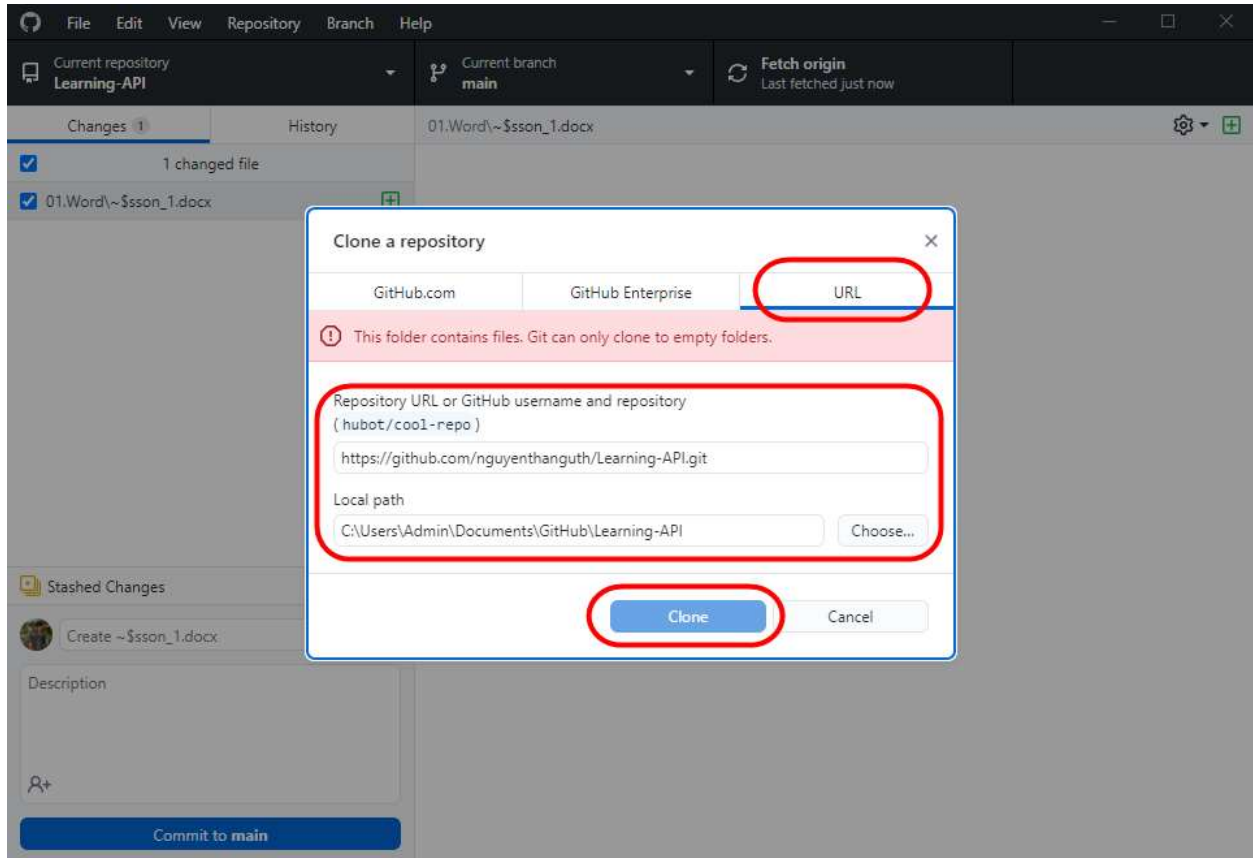 File Edit View Repository Branch Help
Current repository
Learning-API
Current branch
main
Fetch origin
Last fetched just now
Changes 1 History
01.Word\~$sson_1.docx
1 changed file
01.Word\~$sson_1.docx
Clone a repository
GitHub.com GitHub Enterprise URL
This folder contains files. Git can only clone to empty folders.
Repository URL or GitHub username and repository
(hubot/cool-repo)
https://github.com/nguyenthanguth/Learning-API.git
Local path
C:\Users\Admin\Documents\GitHub\Learning-API Choose...
Clone Cancel
Stashed Changes
Create ~$sson_1.docx
Description
Commit to main